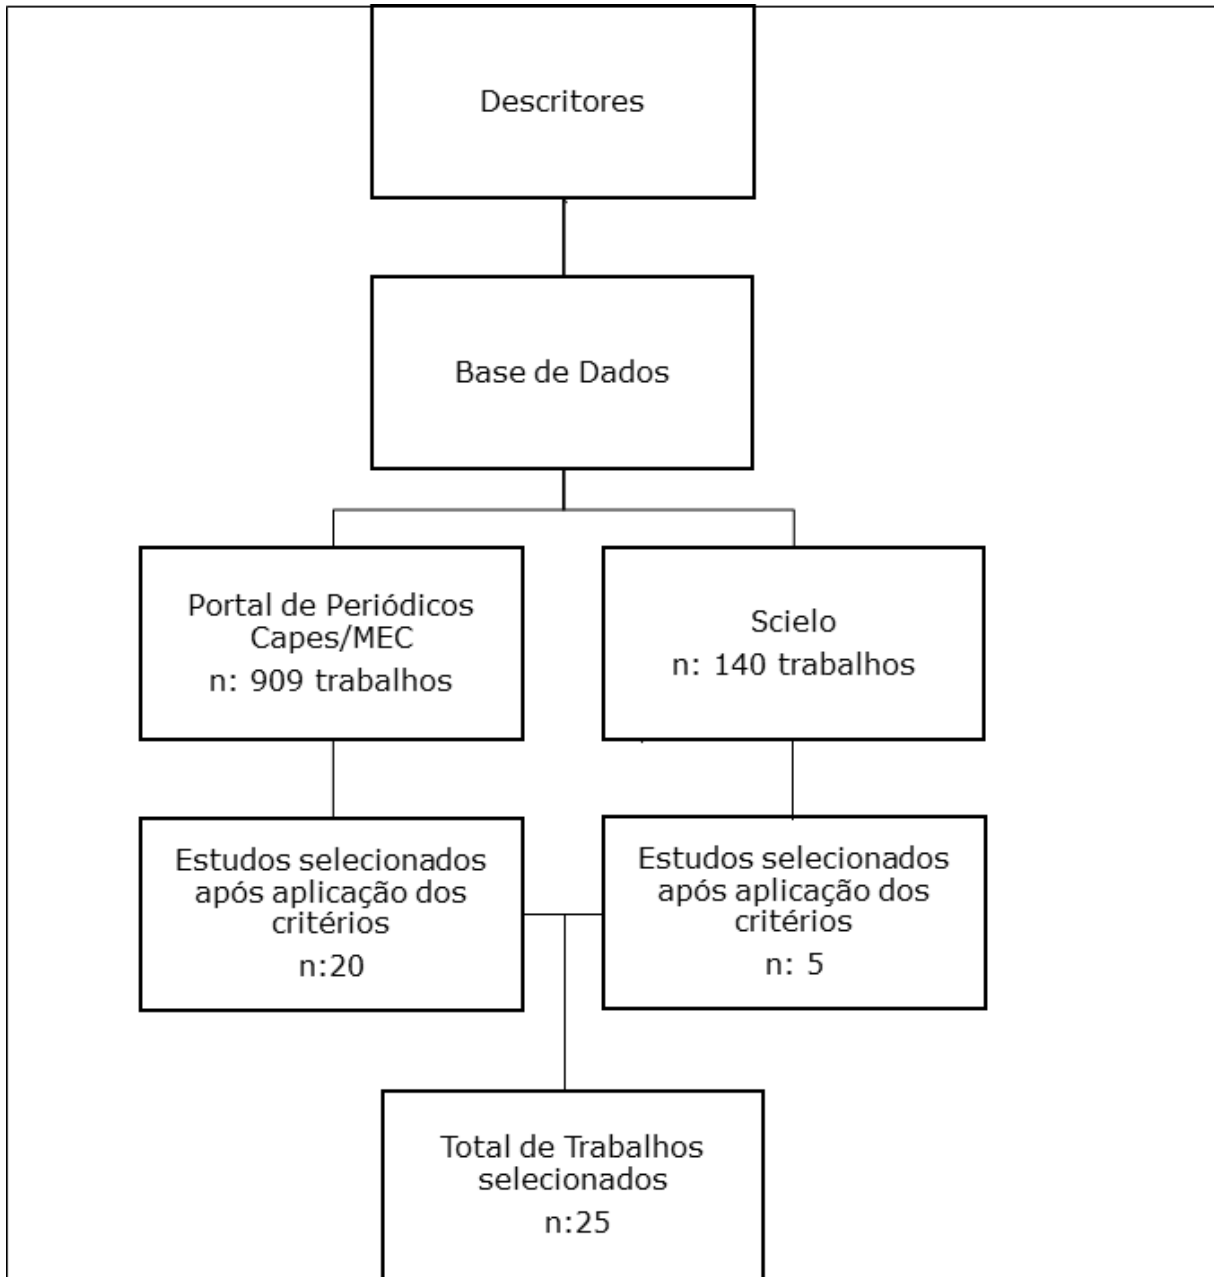 Descritores
Base de Dados
Portal de Periódicos
Capes/MEC
n: 909 trabalhos
Scielo
n: 140 trabalhos
Estudos selecionados
após aplicação dos
critérios
n:20
Estudos selecionados
após aplicação dos
critérios
n: 5
Total de Trabalhos
selecionados
n:25